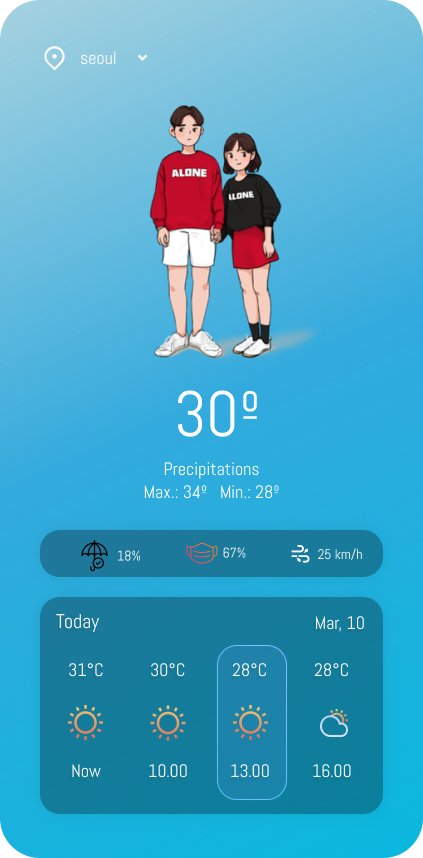 seoul
ALONE
ALONE
30º
Precipitations
Max.: 34º Min.: 28º
18% 67% 25 km/h
Today Mar, 10
31°C 30°C 28°C 28°C
Now 10.00 13.00 16.00